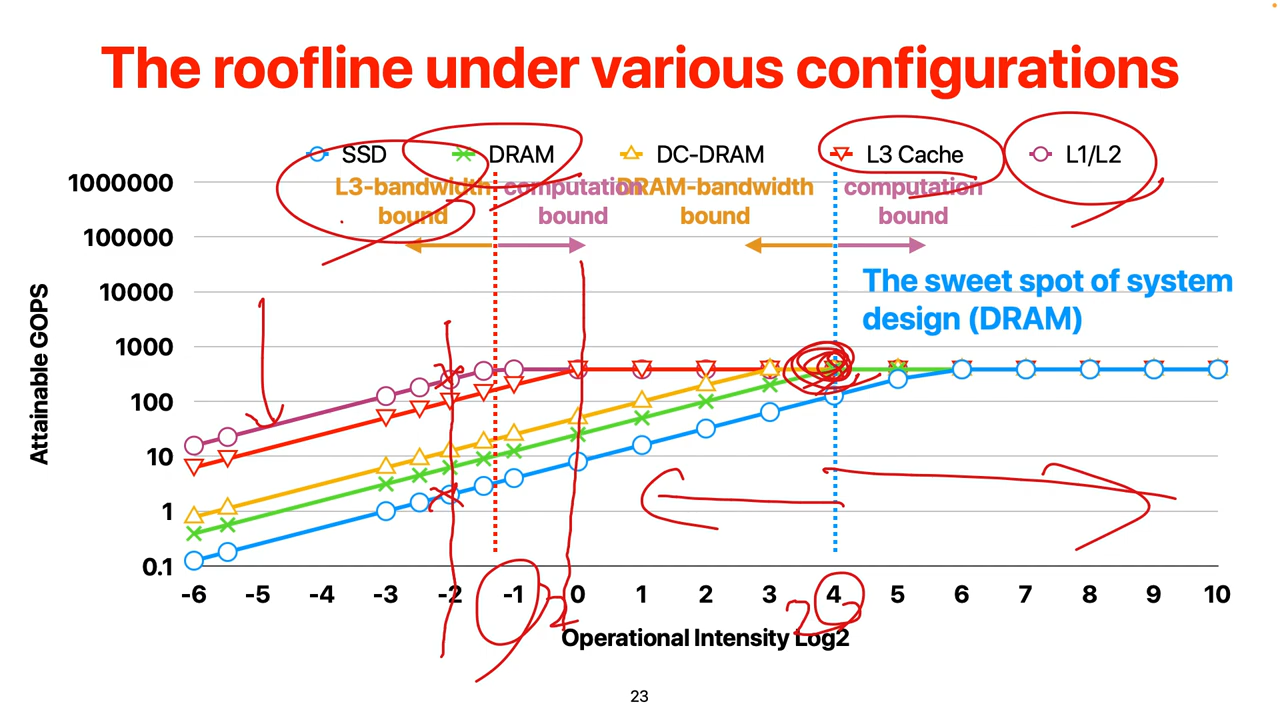 The roofline under various configurations
SSD DRAM DC-DRAM L3 Cache L1/L2
L3-bandwidth bound
computation bound
DRAM-bandwidth bound
computation bound
The sweet spot of system
design (DRAM)
Attainable GOPS
1000000
100000
10000
1000
100
10
1
0.1
-6 -5 -4 -3 -2 -1 0 1 2 3 4 5 6 7 8 9 10
Operational Intensity Log2
23